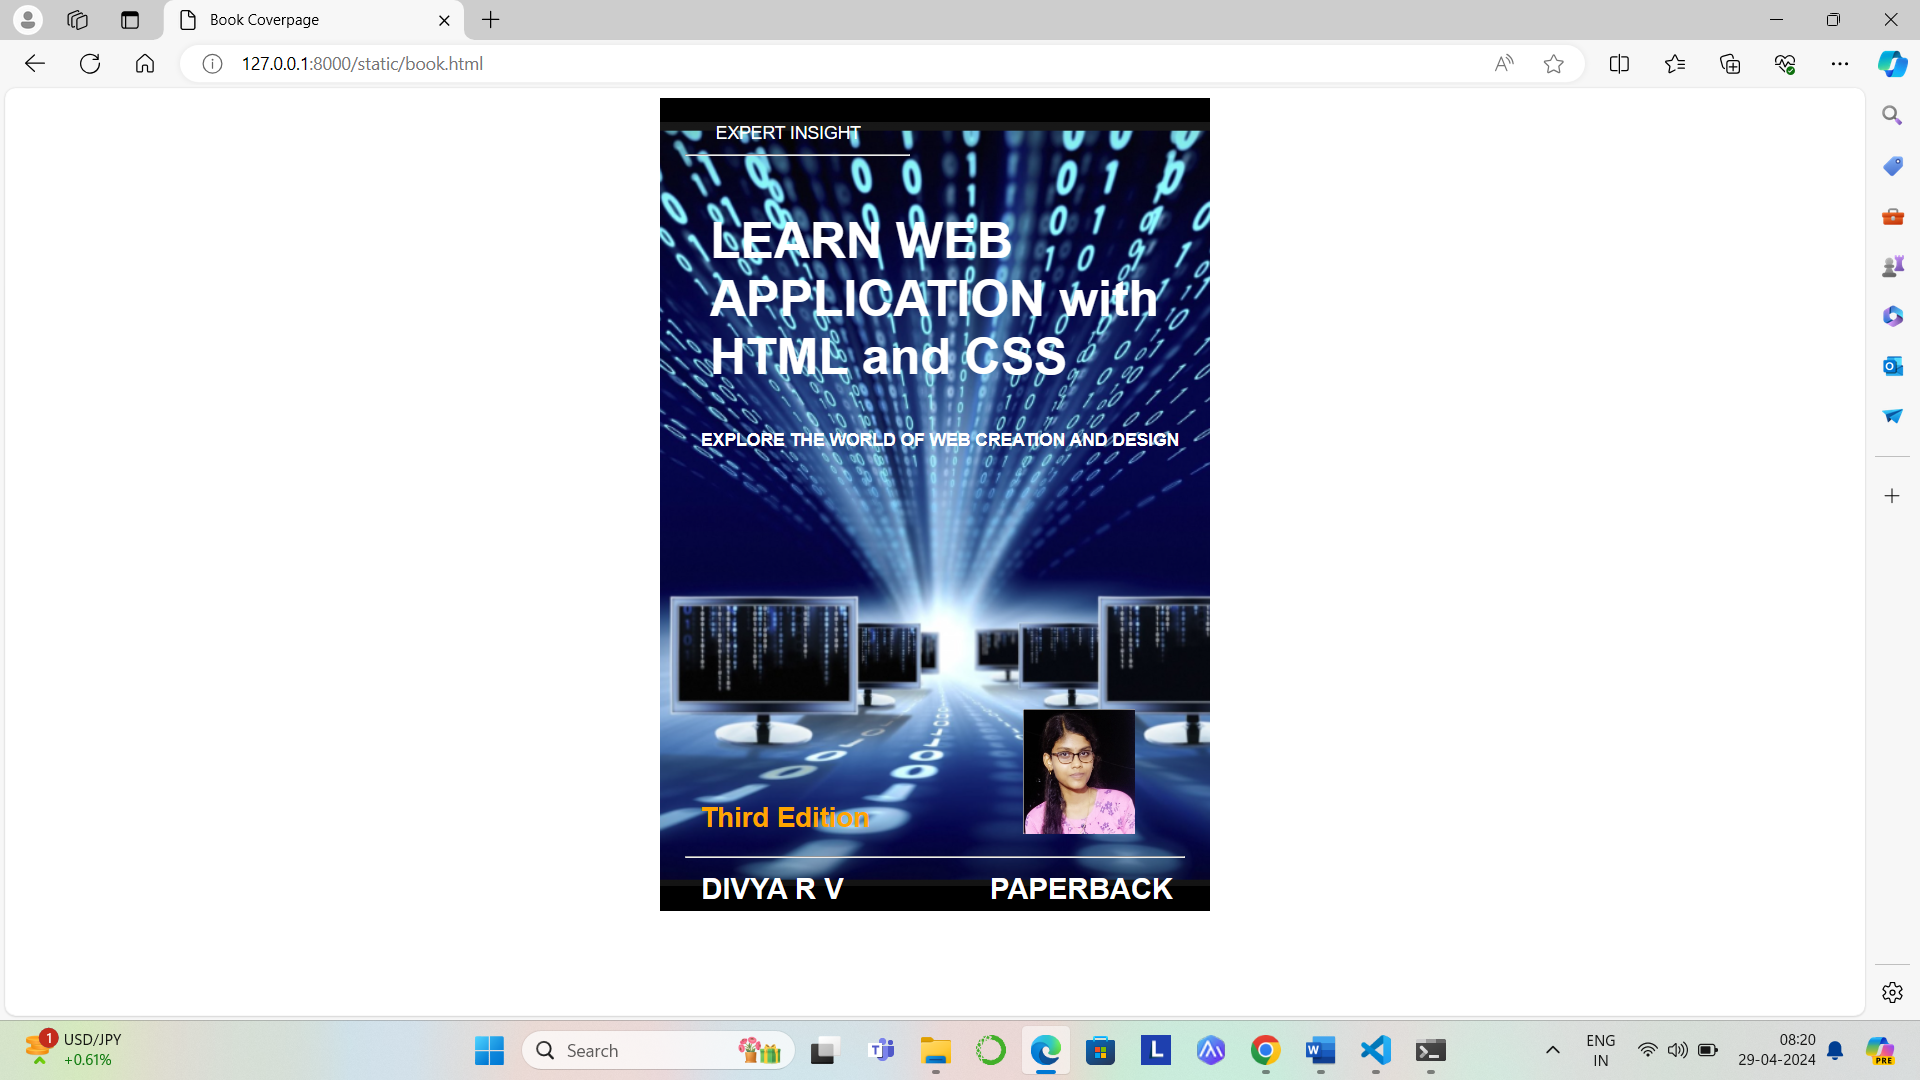 Book Coverpage
127.0.0.1:8000/static/book.html
EXPERT INSIGHT
LEARN WEB
APPLICATION with
HTML and CSS
EXPLORE THE WORLD OF WEB CREATION AND DESIGN
Third Edition
DIVYA R V
PAPERBACK
1
USD/JPY
+0.61%
Search
ENG
IN
08:20
29-04-2024
PRE